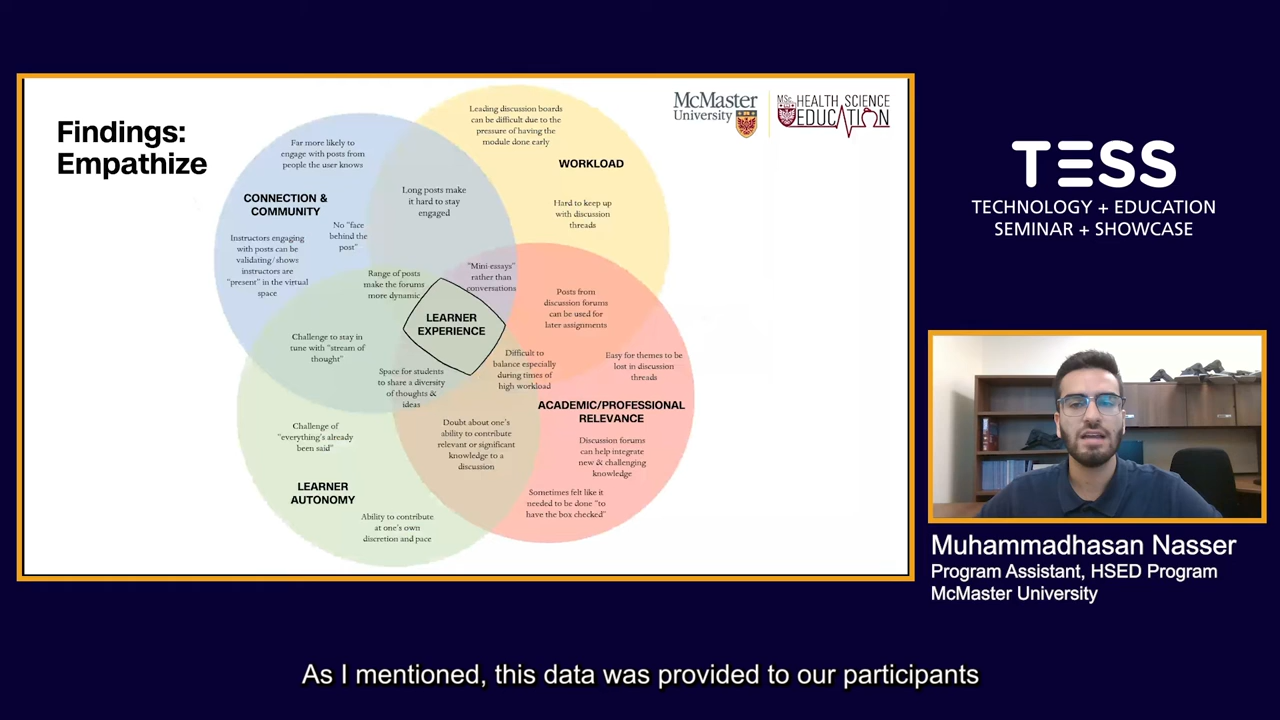 Findings:
Empathize
McMaster
University
MSc HEALTH SCIENCE
EDUCATION
Leading discussion boards
can be difficult due to the
pressure of having the
module done early
WORKLOAD
Hard to keep up
with discussion
threads
Far more likely to
engage with posts from
people the user knows
CONNECTION &
COMMUNITY
No "face
behind the
post"
Instructors engaging
with posts can be
validating/shows
instructors are
"present" in the virtual
space
Long posts make
it hard to stay
engaged
Range of posts
make the forums
more dynamic
"Mini-essays"
rather than
conversations
LEARNER
EXPERIENCE
Posts from
discussion forums
can be used for
later assignments
Challenge to stay in
tune with "stream of
thought"
Space for students
to share a diversity
of thoughts &
ideas
Difficult to
balance especially
during times of
high workload
Easy for themes to be
lost in discussion
threads
ACADEMIC/PROFESSIONAL
RELEVANCE
Doubt about one's
ability to contribute
relevant or significant
knowledge to a
discussion
Discussion forums
can help integrate
new & challenging
knowledge
Sometimes felt like it
needed to be done "to
have the box checked"
Challenge of
"everything's already
been said"
LEARNER
AUTONOMY
Ability to contribute
at one's own
discretion and pace
TESS
TECHNOLOGY + EDUCATION
SEMINAR + SHOWCASE
Muhammadhasan Nasser
Program Assistant, HSED Program
McMaster University
As I mentioned, this data was provided to our participants